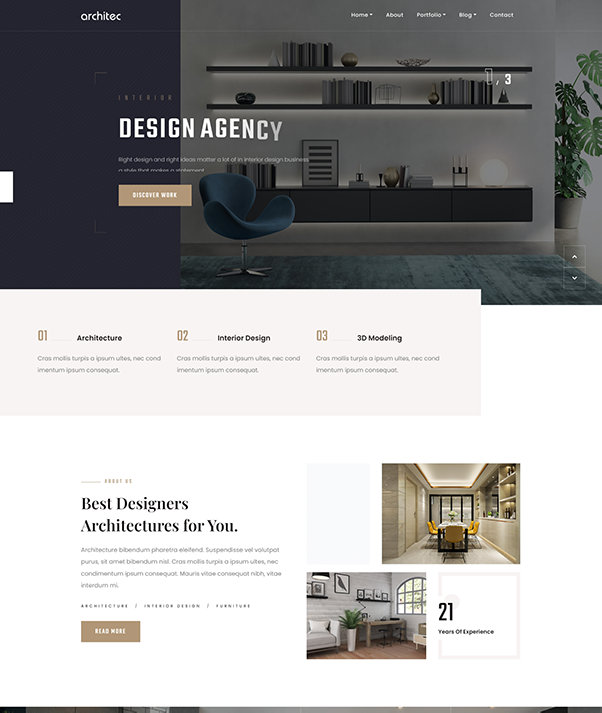 architec
Home About Portfolio Blog Contact
1 / 3
INTERIOR
DESIGN AGENCY
Right design and right ideas matter a lot of in interior design business
a style that makes a statement
DISCOVER WORK
01 Architecture
Cras mollis turpis a ipsum ultes, nec cond
imentum ipsum consequat.
02 Interior Design
Cras mollis turpis a ipsum ultes, nec cond
imentum ipsum consequat.
03 3D Modeling
Cras mollis turpis a ipsum ultes, nec cond
imentum ipsum consequat.
ABOUT US
Best Designers
Architectures for You.
Architecture bibendum pharetra eleifend. Suspendisse vel volutpat
purus, sit amet bibendum nisl. Cras mollis turpis a ipsum ultes, nec
condimentum ipsum consequat. Mauris vitae consequat nibh, vitae
interdum mi.
ARCHITECTURE / INTERIOR DESIGN / FURNITURE
READ MORE
21
Years Of Experience